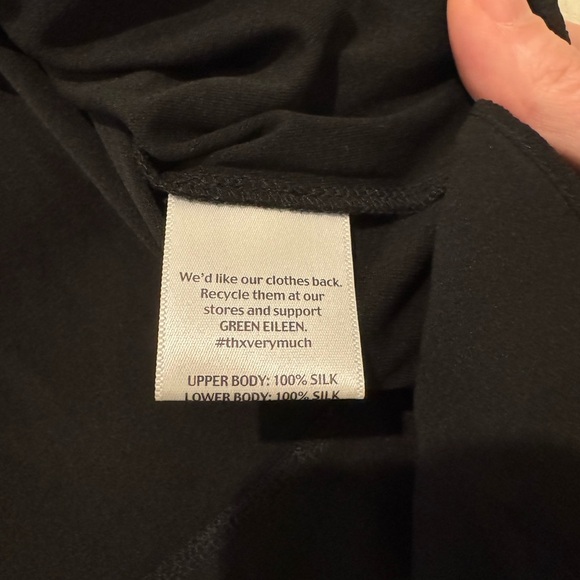 We'd like our clothes back.
Recycle them at our
stores and support
GREEN EILEEN.
#thxverymuch
UPPER BODY: 100% SILK
LOWER BODY: 100% SILK